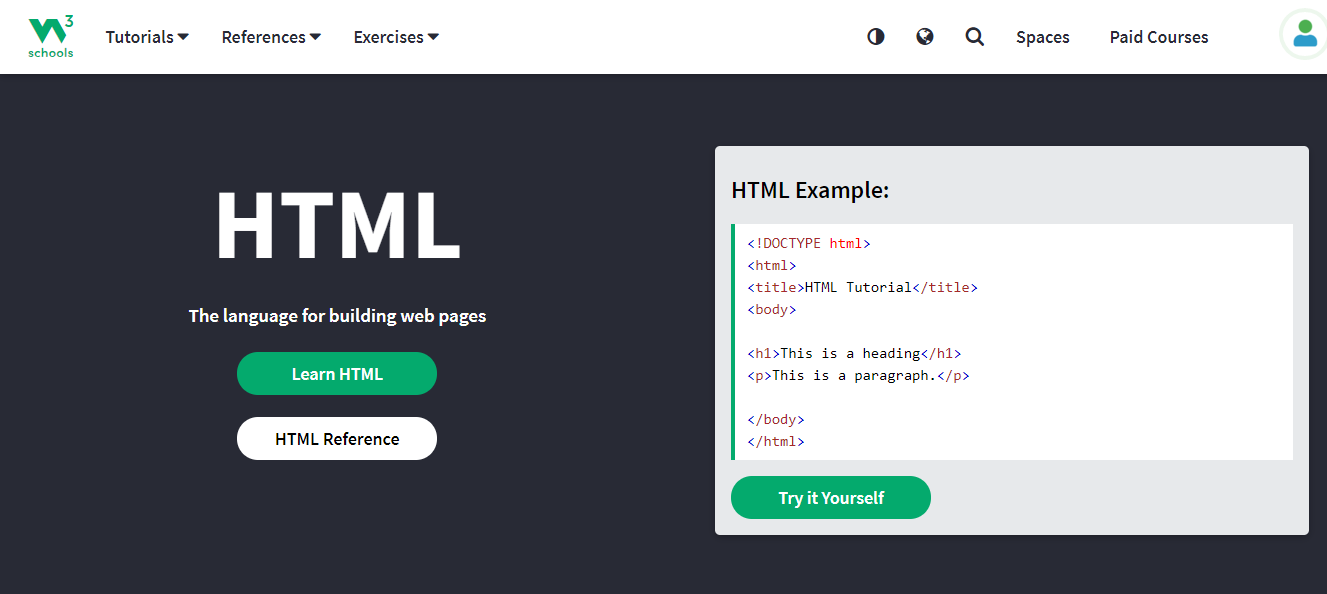 W3
schools
Tutorials
References
Exercises
Spaces
Paid Courses
HTML
The language for building web pages
Learn HTML
HTML Reference
HTML Example:
<!DOCTYPE html>
<html>
<title>HTML Tutorial</title>
<body>
<h1>This is a heading</h1>
<p>This is a paragraph.</p>
</body>
</html>
Try it Yourself